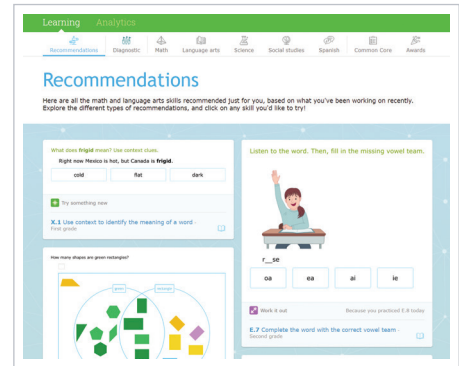 Learning Analytics
Recommendations Diagnostic Math Language arts Science Social studies Spanish Common Core Awards
Recommendations
Here are all the math and language arts skills recommended just for you, based on what you've been working on recently.
Explore the different types of recommendations, and click on any skill you'd like to try!
What does frigid mean? Use context clues.
Right now Mexico is hot, but Canada is frigid.
cold flat dark
Try something new
X.1 Use context to identify the meaning of a word -
First grade
How many shapes are green rectangles?
green rectangle
Listen to the word. Then, fill in the missing vowel team.
r__se
oa ea ai ie
Work it out Because you practiced E.6 today
E.7 Complete the word with the correct vowel team -
Second grade